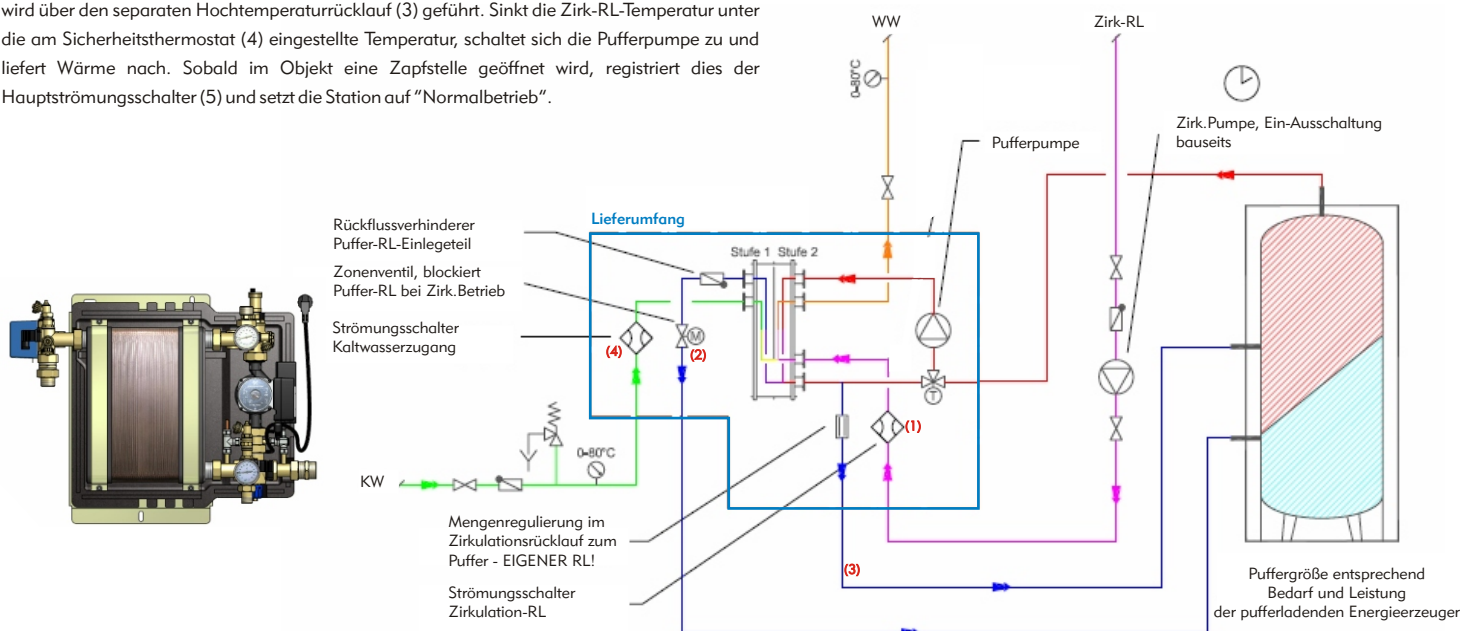 wird über den separaten Hochtemperaturrücklauf (3) geführt. Sinkt die Zirk-RL-Temperatur unter
die am Sicherheitsthermostat (4) eingestellte Temperatur, schaltet sich die Pufferpumpe zu und
liefert Wärme nach. Sobald im Objekt eine Zapfstelle geöffnet wird, registriert dies der
Hauptströmungsschalter (5) und setzt die Station auf "Normalbetrieb".
WW
Zirk-RL
0-80°C
Pufferpumpe
Zirk.Pumpe, Ein-Ausschaltung
bauseits
Lieferumfang
Rückflussverhinderer
Puffer-RL-Einlegeteil
Stufe 1 Stufe 2
Zonenventil, blockiert
Puffer-RL bei Zirk.Betrieb
Strömungsschalter
Kaltwasserzugang
(4)
M
(2)
T
(1)
0-80°C
KW
Mengenregulierung im
Zirkulationsrücklauf zum
Puffer - EIGENER RL!
(3)
Strömungsschalter
Zirkulation-RL
Puffergröße entsprechend
Bedarf und Leistung
der pufferladenden Energieerzeuger